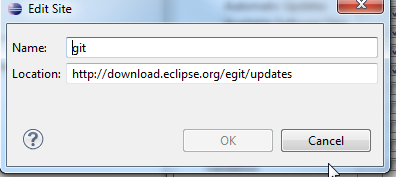 Edit Site
Name: git
Location: http://download.eclipse.org/egit/updates
? OK Cancel